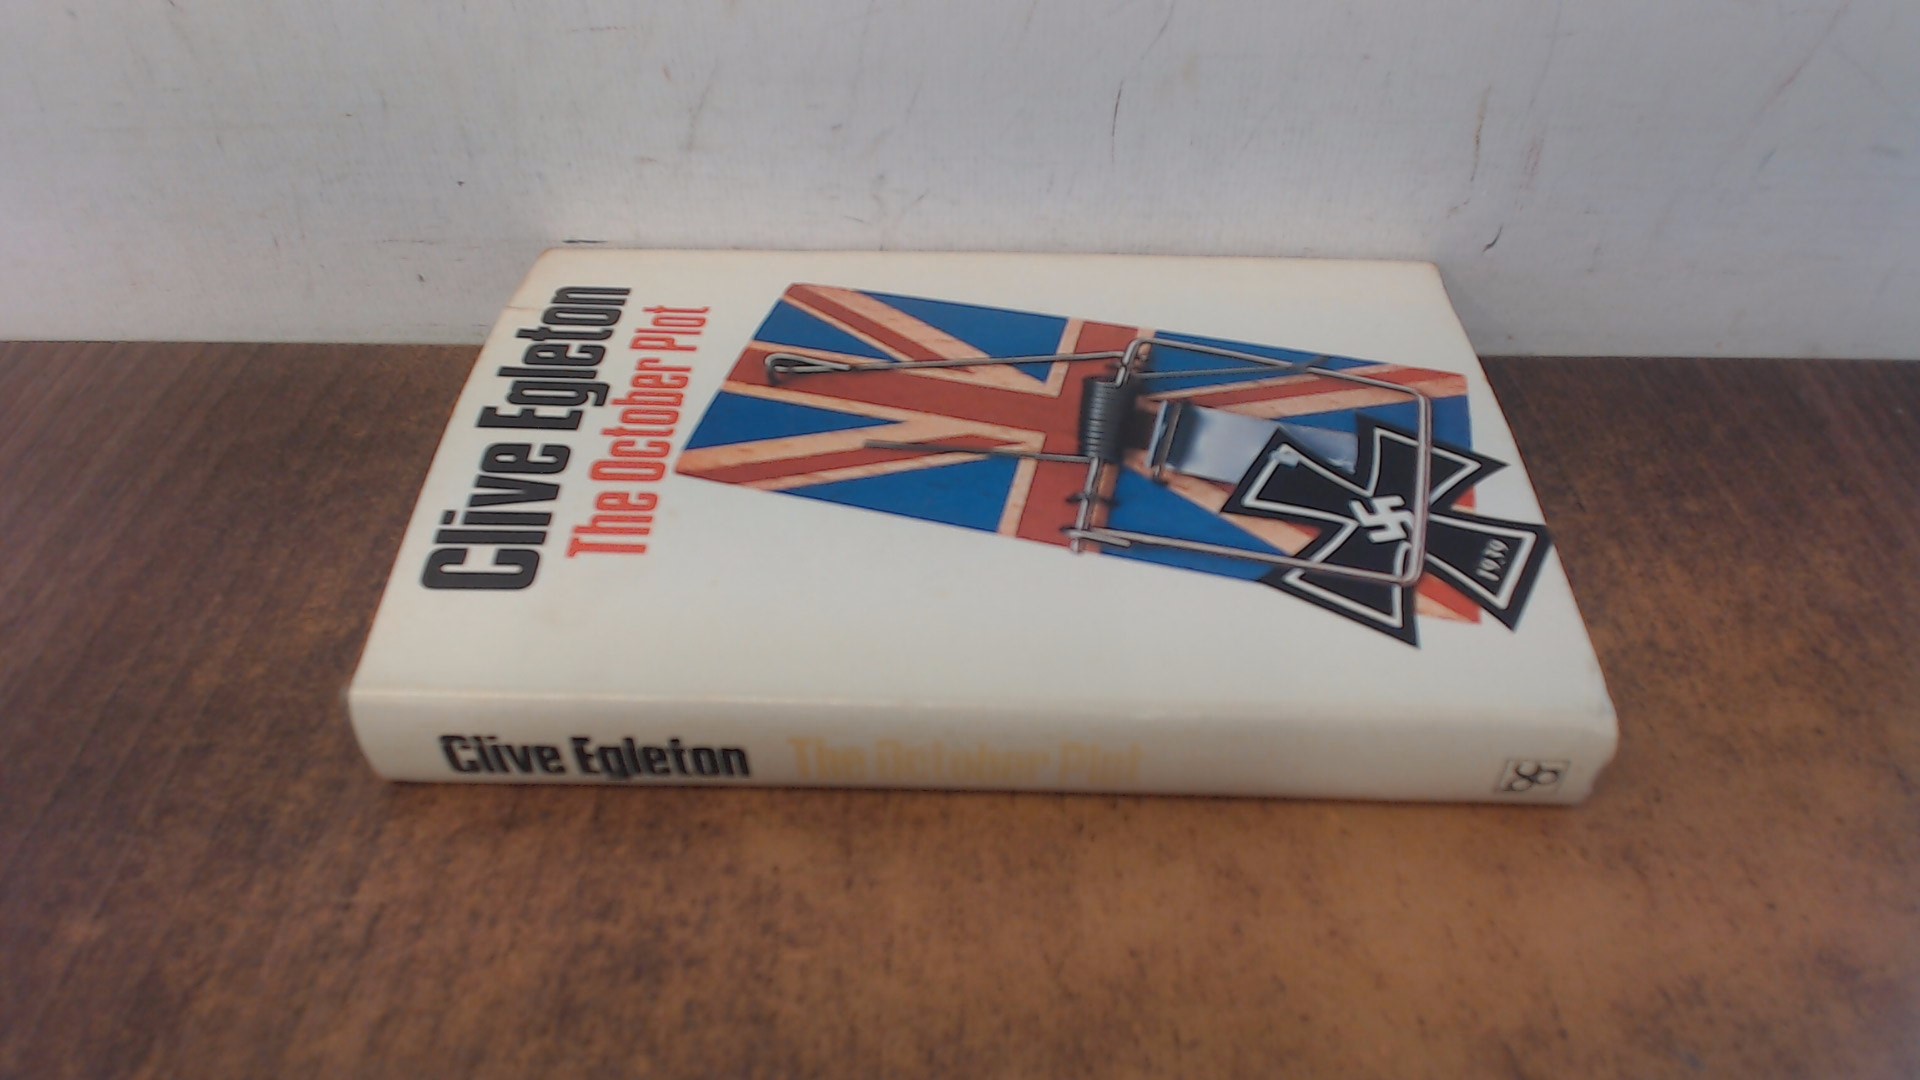 Clive Egleton
The October Plot
1939
Clive Egleton The October Plot